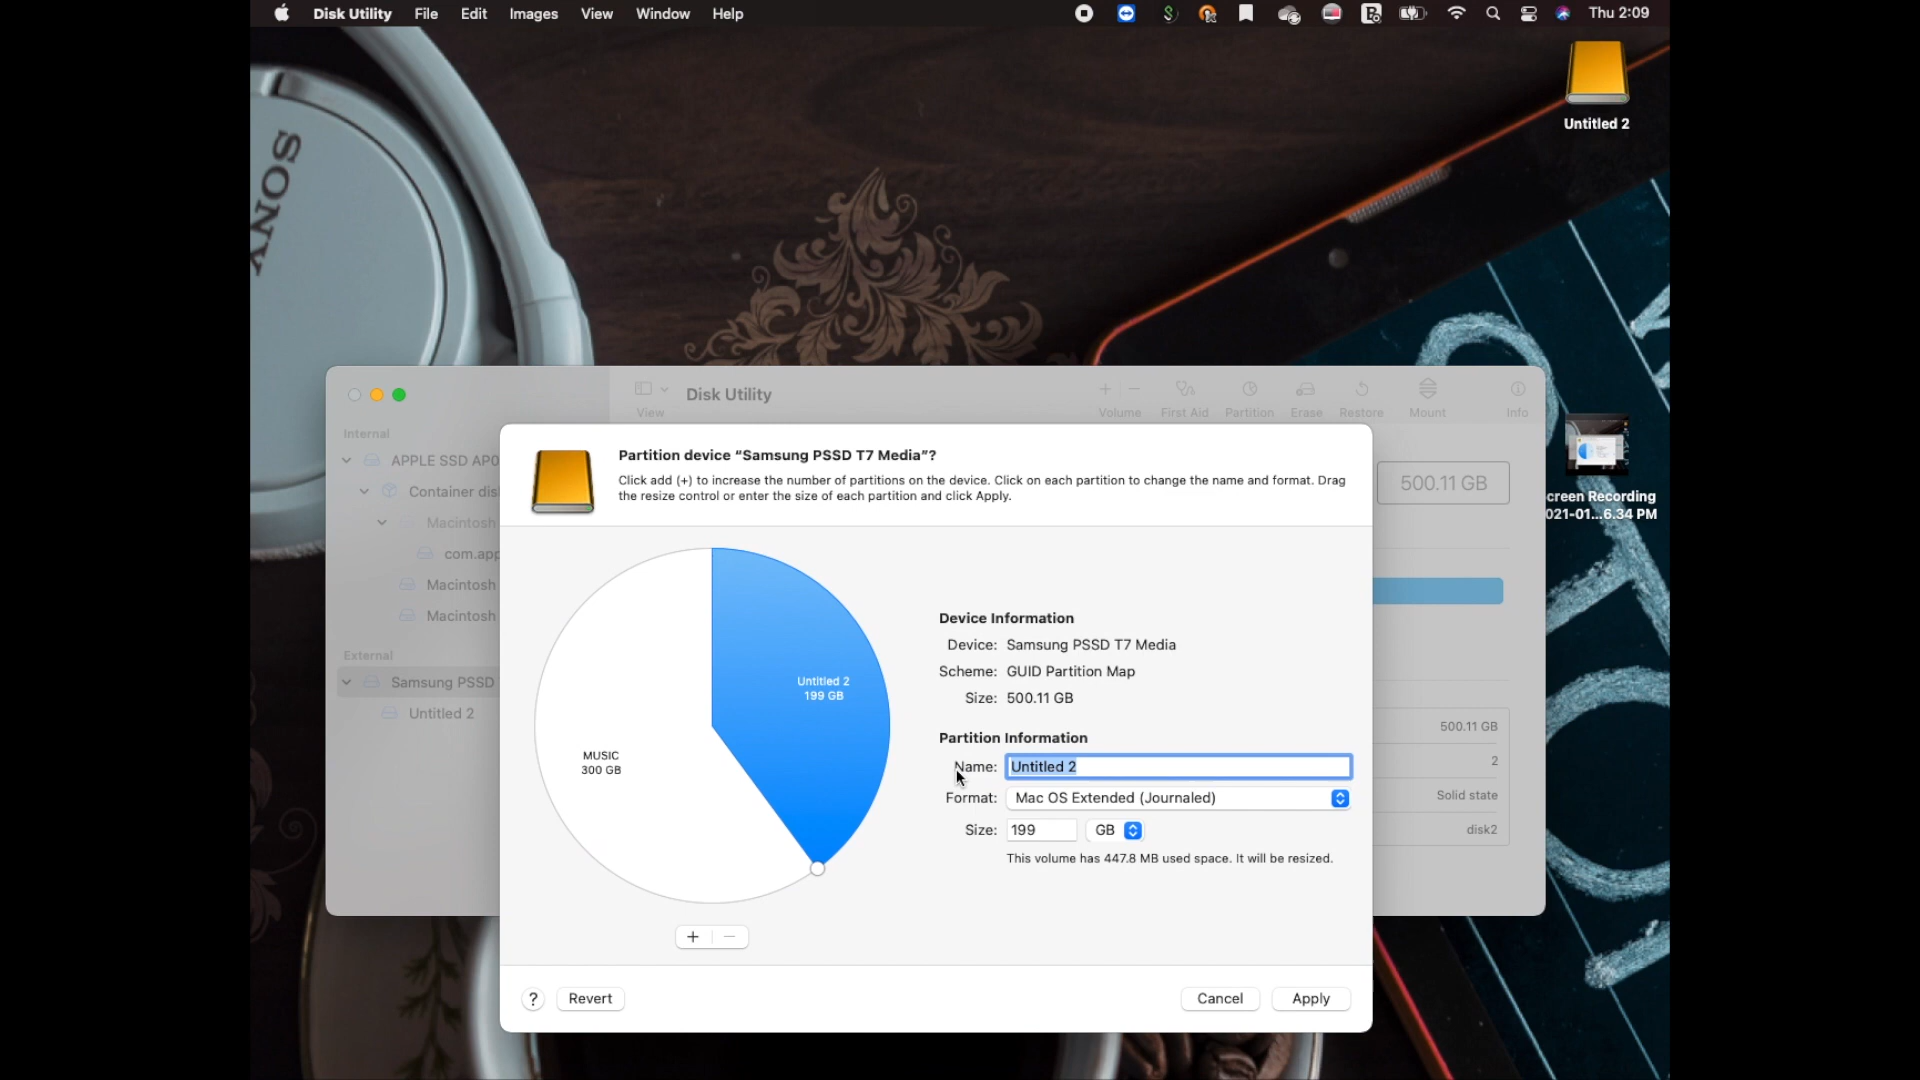 Disk Utility File Edit Images View Window Help
Thu 2:09
SONY
Untitled 2
Disk Utility
View
Volume First Aid Partition Erase Restore Mount Info
Internal
APPLE SSD AP0
Container dis
Macintosh
com.app
Macintosh
Macintosh
External
Samsung PSSD
Untitled 2
500.11 GB
creen Recording
021-01...6.34 PM
500.11 GB
2
Solid state
disk2
Partition device “Samsung PSSD T7 Media”?
Click add (+) to increase the number of partitions on the device. Click on each partition to change the name and format. Drag
the resize control or enter the size of each partition and click Apply.
Untitled 2
199 GB
MUSIC
300 GB
Device Information
Device: Samsung PSSD T7 Media
Scheme: GUID Partition Map
Size: 500.11 GB
Partition Information
Name: Untitled 2
Format: Mac OS Extended (Journaled)
Size: 199 GB
This volume has 447.8 MB used space. It will be resized.
+ −
? Revert
Cancel Apply